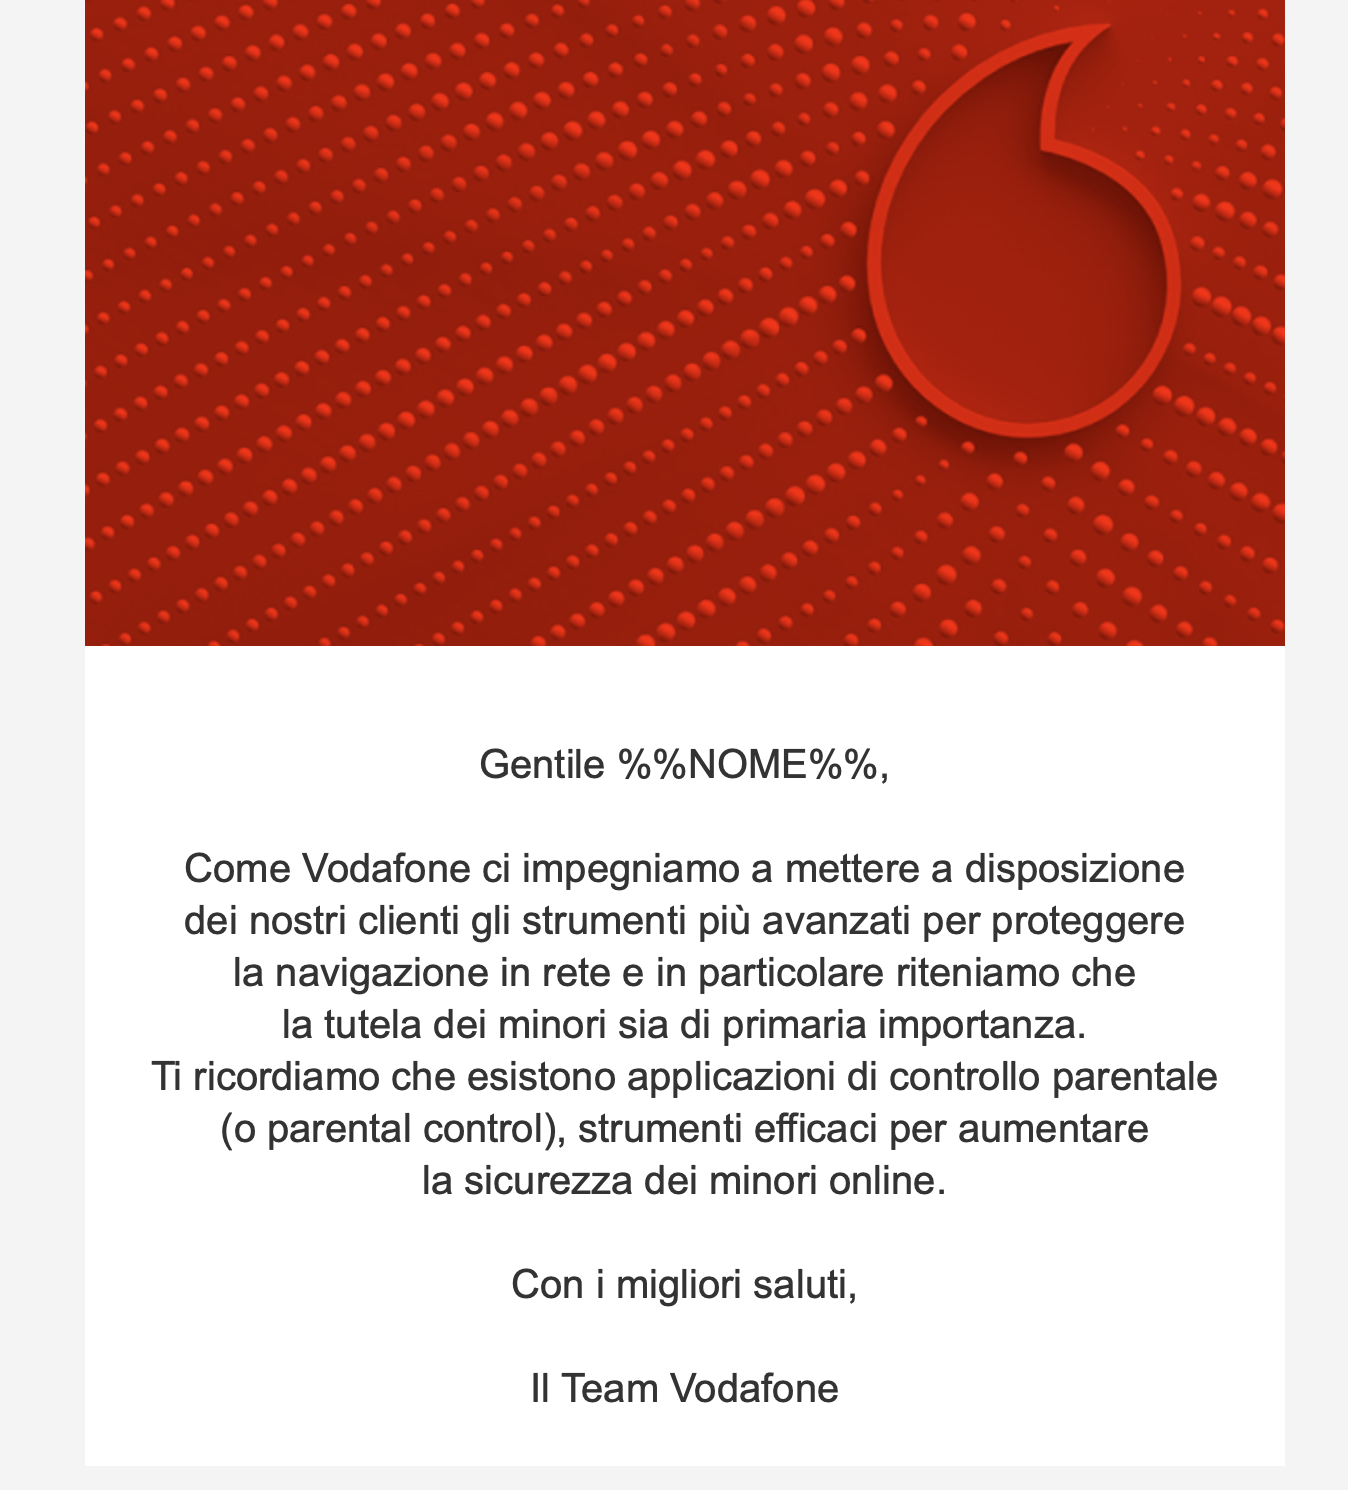 Gentile %%NOME%%,
Come Vodafone ci impegniamo a mettere a disposizione
dei nostri clienti gli strumenti più avanzati per proteggere
la navigazione in rete e in particolare riteniamo che
la tutela dei minori sia di primaria importanza.
Ti ricordiamo che esistono applicazioni di controllo parentale
(o parental control), strumenti efficaci per aumentare
la sicurezza dei minori online.
Con i migliori saluti,
Il Team Vodafone